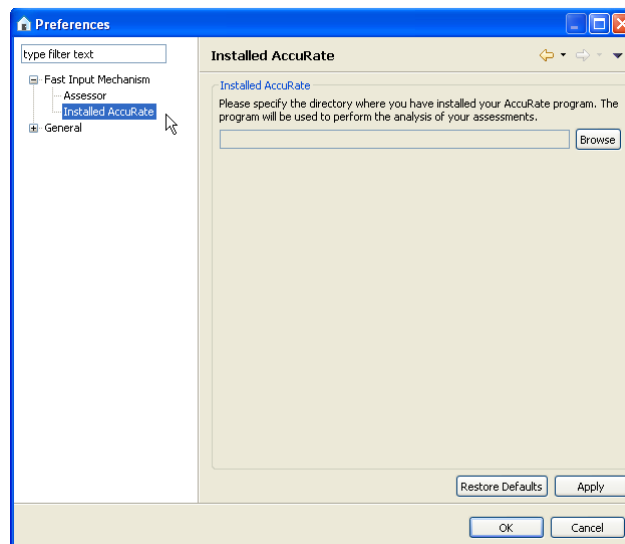 Preferences
type filter text
Fast Input Mechanism
Assessor
Installed AccuRate
General
Installed AccuRate
Installed AccuRate
Please specify the directory where you have installed your AccuRate program. The
program will be used to perform the analysis of your assessments.
Browse
Restore Defaults
Apply
OK
Cancel